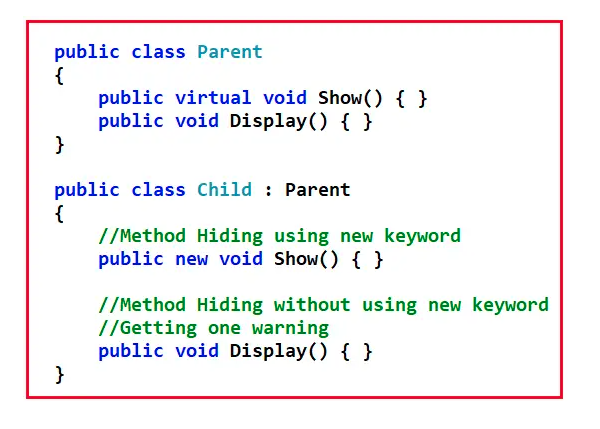 public class Parent
{
    public virtual void Show() { }
    public void Display() { }
}
public class Child : Parent
{
    //Method Hiding using new keyword
    public new void Show() { }
    //Method Hiding without using new keyword
    //Getting one warning
    public void Display() { }
}